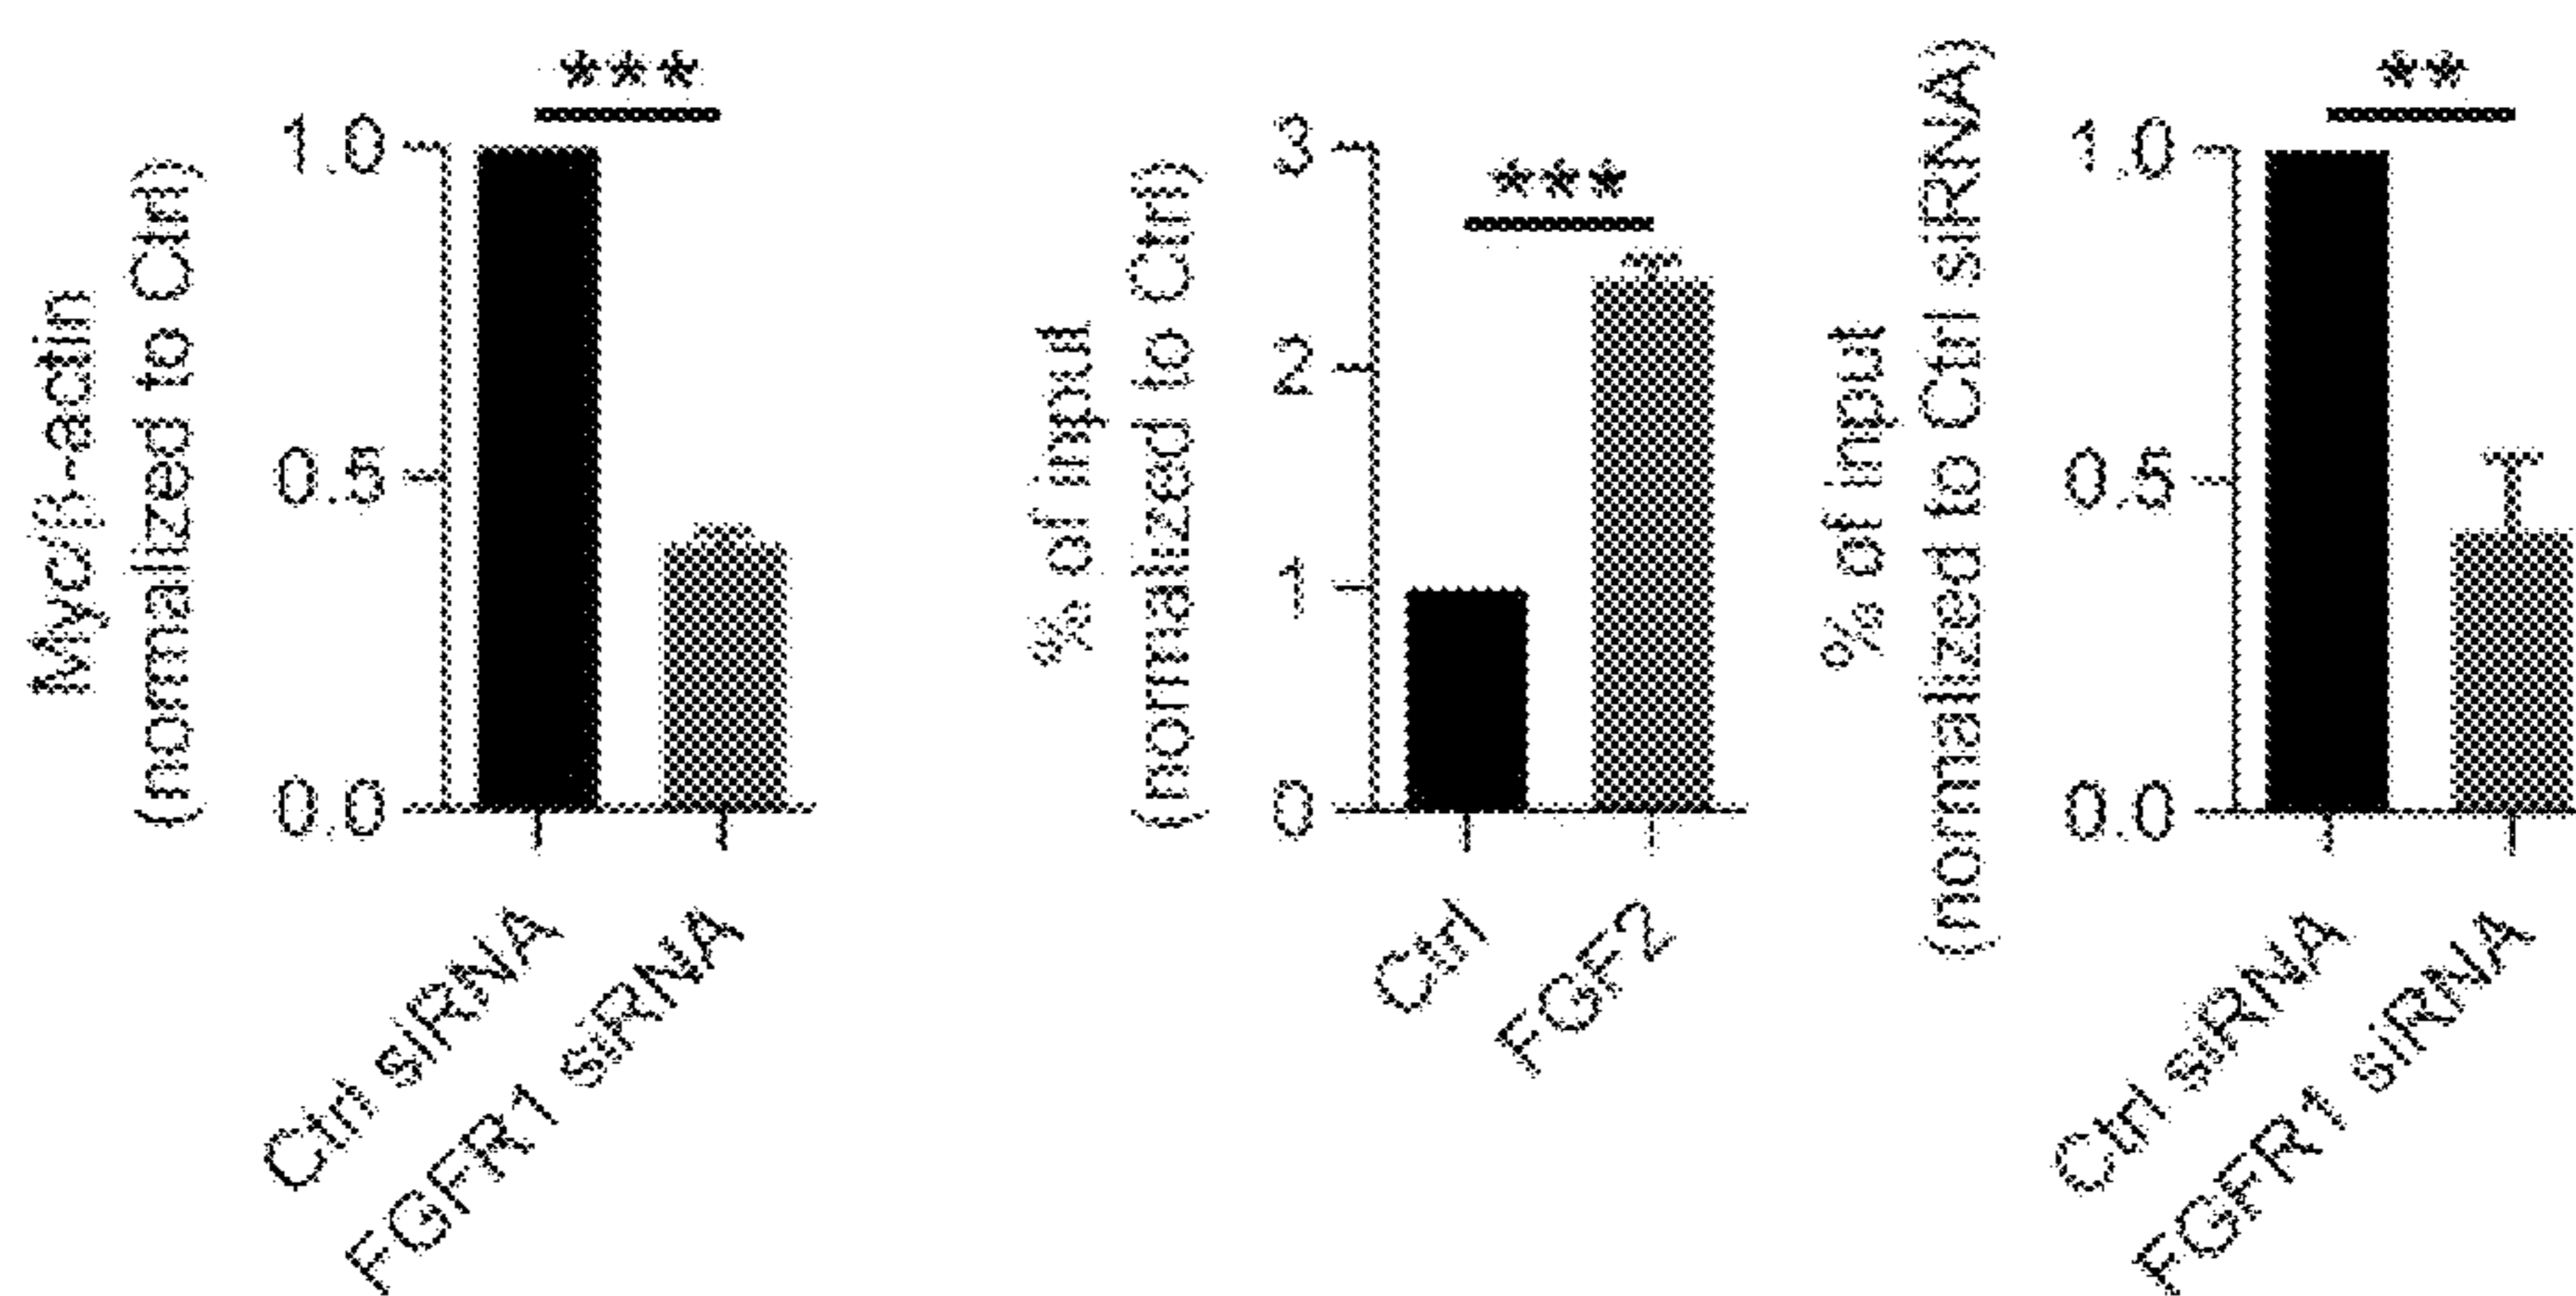 ***
Myc/β-actin
(normalized to Ctrl)
1.0
0.5
0.0
Ctrl siRNA
FGFR1 siRNA
***
% of input
(normalized to Ctrl)
3
2
1
0
Ctrl
FGF2
**
% of input
(normalized to Ctrl siRNA)
1.0
0.5
0.0
Ctrl siRNA
FGFR1 siRNA